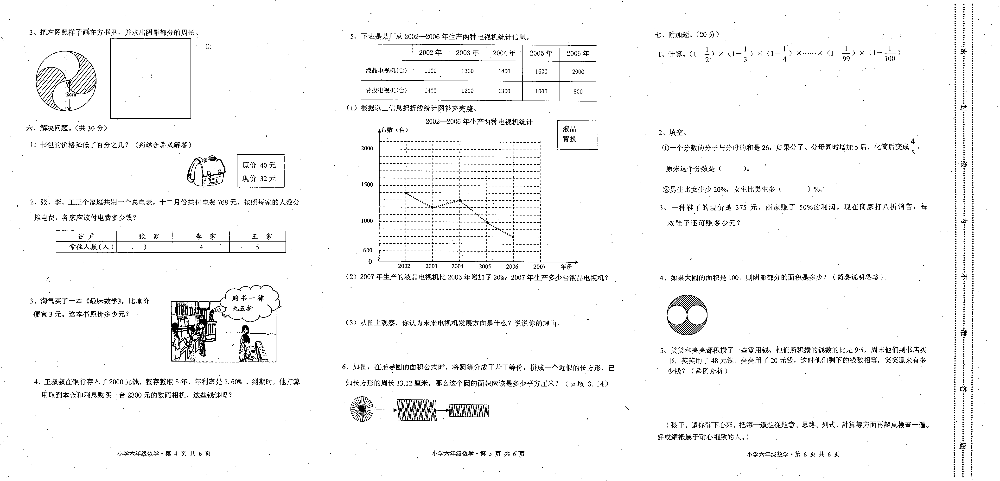 3、把左图照样子画在方框里，并求出阴影部分的周长。
C:
2cm
六．解决问题。（共30分）
1、书包的价格降低了百分之几？（列综合算式解答）
原价 40 元
现价 32 元
2、张、李、王三个家庭共用一个总电表，十二月份共付电费768元，按照每家的人数分
摊电费，各家应该付电费多少钱？
住 户 张 家 李 家 王 家
常住人数(人) 3 4 5
3、淘气买了一本《趣味数学》，比原价
便宜3元。这本书原价多少元？
购书一律
九五折
4、王叔叔在银行存入了2000元钱，整存整取5年，年利率是3.60% 。到期时，他打算
用取到本金和利息购买一台2300元的数码相机，这些钱够吗？
小学六年级数学·第 4 页 共 6 页
5、下表是某厂从2002—2006年生产两种电视机统计信息。
2002年 2003年 2004年 2005年 2006年
液晶电视机(台) 1100 1300 1400 1600 2000
背投电视机(台) 1400 1200 1300 1000 800
（1）根据以上信息把折线统计图补充完整。
2002—2006年生产两种电视机统计
液晶 ——
背投 ······
台数（台）
2000
1500
1000
600
0
2002 2003 2004 2005 2006 2007 年份
（2）2007年生产的液晶电视机比2006年增加了30%，2007年生产多少台液晶电视机？
（3）从图上观察，你认为未来电视机发展方向是什么？说说你的理由。
6、如图，在推导圆的面积公式时，将圆等分成了若干等份，拼成一个近似的长方形，已
知长方形的周长33.12厘米，那么这个圆的面积应该是多少平方厘米？（π取 3.14）
小学六年级数学·第 5 页 共 6 页
七、附加题。（20分）
1、计算。（1－1/2）×（1－1/3）×（1－1/4）×……×（1－1/99）×（1－1/100）
2、填空。
①一个分数的分子与分母的和是26，如果分子、分母同时增加5后，化简后变成4/5，
原来这个分数是（ ）。
②男生比女生少20%，女生比男生多（ ）%。
3、一种鞋子的现价是 375 元，商家赚了 50%的利润。现在商家打八折销售，每
双鞋子还可赚多少元？
4、如果大圆的面积是100，则阴影部分的面积是多少？（简要说明思路）
5、笑笑和亮亮都积攒了一些零用钱，他们所积攒的钱数的比是9:5，周末他们到书店买
书，笑笑用了48元钱，亮亮用了20元钱，这时他们剩下的钱数相等，笑笑原来有多
少钱？（画图分析）
（孩子，請你靜下心來，把每一道題從題意、思路、列式、計算等方面再認真檢查一遍。
好成績衹屬于耐心細致的人。）
小学六年级数学·第 6 页 共 6 页
密 封 线 内 不 准 答 题